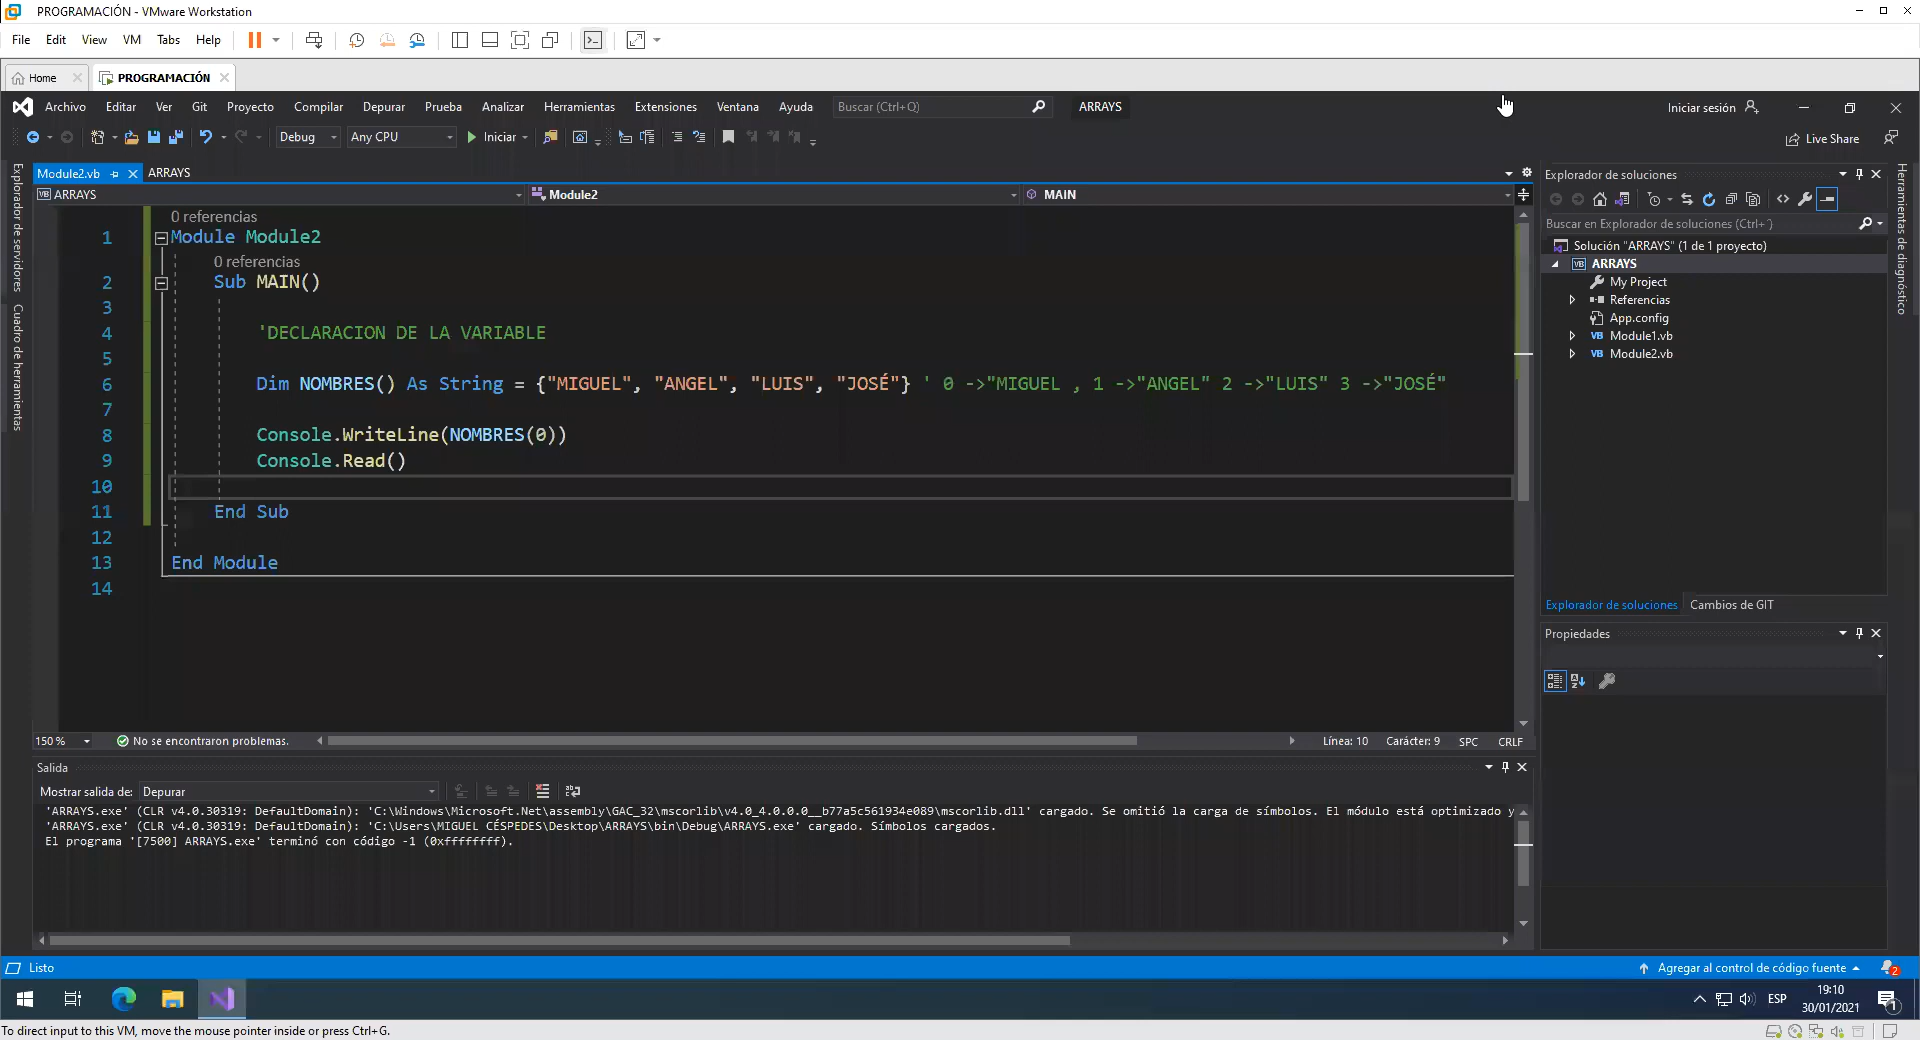 PROGRAMACIÓN - VMware Workstation
File Edit View VM Tabs Help
Home PROGRAMACIÓN
Archivo Editar Ver Git Proyecto Compilar Depurar Prueba Analizar Herramientas Extensiones Ventana Ayuda Buscar (Ctrl+Q) ARRAYS Iniciar sesión
Debug Any CPU Iniciar Live Share
Explorador de servidores
Cuadro de herramientas
Module2.vb ARRAYS
ARRAYS Module2 MAIN
0 referencias
1 Module Module2
0 referencias
2 Sub MAIN()
3
4 'DECLARACION DE LA VARIABLE
5
6 Dim NOMBRES() As String = {"MIGUEL", "ANGEL", "LUIS", "JOSÉ"} ' 0 ->"MIGUEL , 1 ->"ANGEL" 2 ->"LUIS" 3 ->"JOSÉ"
7
8 Console.WriteLine(NOMBRES(0))
9 Console.Read()
10
11 End Sub
12
13 End Module
14
150 % No se encontraron problemas. Línea: 10 Carácter: 9 SPC CRLF
Salida
Mostrar salida de: Depurar
'ARRAYS.exe' (CLR v4.0.30319: DefaultDomain): 'C:\Windows\Microsoft.Net\assembly\GAC_32\mscorlib\v4.0_4.0.0.0__b77a5c561934e089\mscorlib.dll' cargado. Se omitió la carga de símbolos. El módulo está optimizado y
'ARRAYS.exe' (CLR v4.0.30319: DefaultDomain): 'C:\Users\MIGUEL CÉSPEDES\Desktop\ARRAYS\bin\Debug\ARRAYS.exe' cargado. Símbolos cargados.
El programa '[7500] ARRAYS.exe' terminó con código -1 (0xffffffff).
Explorador de soluciones
Buscar en Explorador de soluciones (Ctrl+´)
Solución "ARRAYS" (1 de 1 proyecto)
ARRAYS
My Project
Referencias
App.config
Module1.vb
Module2.vb
Explorador de soluciones Cambios de GIT
Propiedades
Herramientas de diagnóstico
Listo Agregar al control de código fuente 2
ESP 19:10
30/01/2021
1
To direct input to this VM, move the mouse pointer inside or press Ctrl+G.